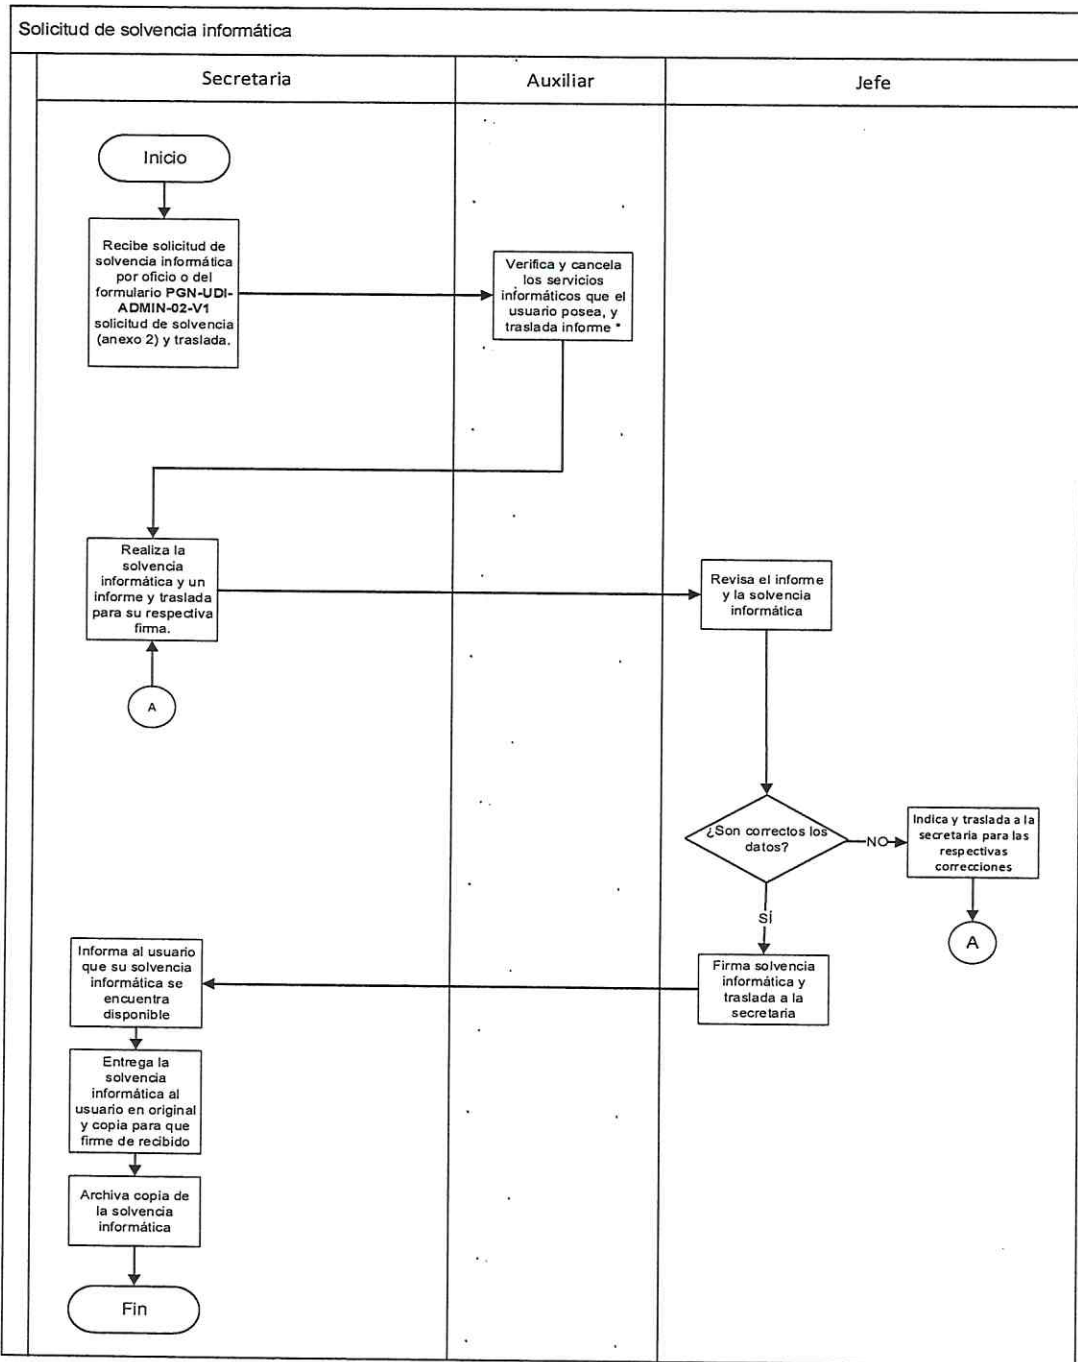 Solicitud de solvencia informática
Secretaria
Auxiliar
Jefe
Inicio
Recibe solicitud de
solvencia informática
por oficio o del
formulario PGN-UDI-
ADMIN-02-V1
solicitud de solvencia
(anexo 2) y traslada.
Verifica y cancela
los servicios
informáticos que el
usuario posea, y
traslada informe *
Realiza la
solvencia
informática y un
informe y traslada
para su respectiva
firma.
A
Revisa el informe
y la solvencia
informática
¿Son correctos los
datos?
NO
Indica y traslada a la
secretaria para las
respectivas
correcciones
A
SÍ
Firma solvencia
informática y
traslada a la
secretaria
Informa al usuario
que su solvencia
informática se
encuentra
disponible
Entrega la
solvencia
informática al
usuario en original
y copia para que
firme de recibido
Archiva copia de
la solvencia
informática
Fin